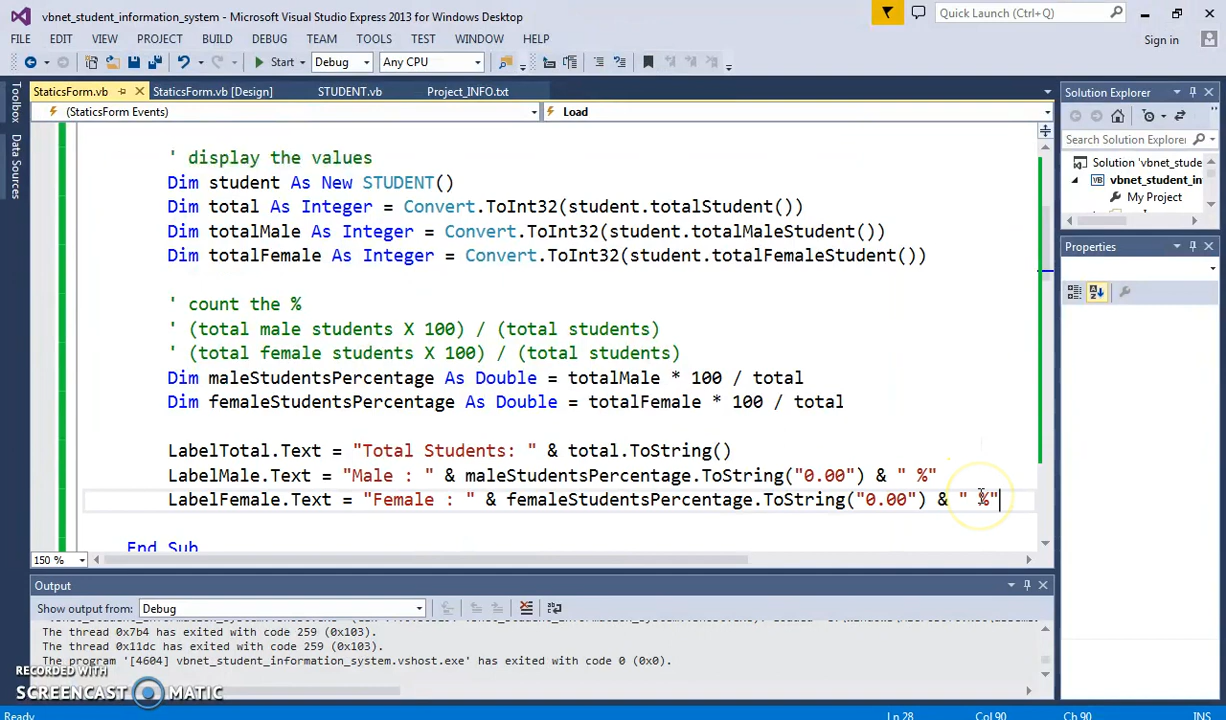 vbnet_student_information_system - Microsoft Visual Studio Express 2013 for Windows Desktop
Quick Launch (Ctrl+Q)
FILE EDIT VIEW PROJECT BUILD DEBUG TEAM TOOLS TEST WINDOW HELP
Sign in
Start Debug Any CPU
StaticsForm.vb StaticsForm.vb [Design] STUDENT.vb Project_INFO.txt
(StaticsForm Events) Load
Toolbox
Data Sources
' display the values
Dim student As New STUDENT()
Dim total As Integer = Convert.ToInt32(student.totalStudent())
Dim totalMale As Integer = Convert.ToInt32(student.totalMaleStudent())
Dim totalFemale As Integer = Convert.ToInt32(student.totalFemaleStudent())
' count the %
' (total male students X 100) / (total students)
' (total female students X 100) / (total students)
Dim maleStudentsPercentage As Double = totalMale * 100 / total
Dim femaleStudentsPercentage As Double = totalFemale * 100 / total
LabelTotal.Text = "Total Students: " & total.ToString()
LabelMale.Text = "Male : " & maleStudentsPercentage.ToString("0.00") & " %"
LabelFemale.Text = "Female : " & femaleStudentsPercentage.ToString("0.00") & " %"
End Sub
150 %
Solution Explorer
Search Solution Explorer
Solution 'vbnet_stude
vbnet_student_in
My Project
Properties
Output
Show output from: Debug
The thread 0x7b4 has exited with code 259 (0x103).
The thread 0x11dc has exited with code 259 (0x103).
The program '[4604] vbnet_student_information_system.vshost.exe' has exited with code 0 (0x0).
RECORDED WITH
SCREENCAST MATIC
Ready Ln 28 Col 90 Ch 90 INS